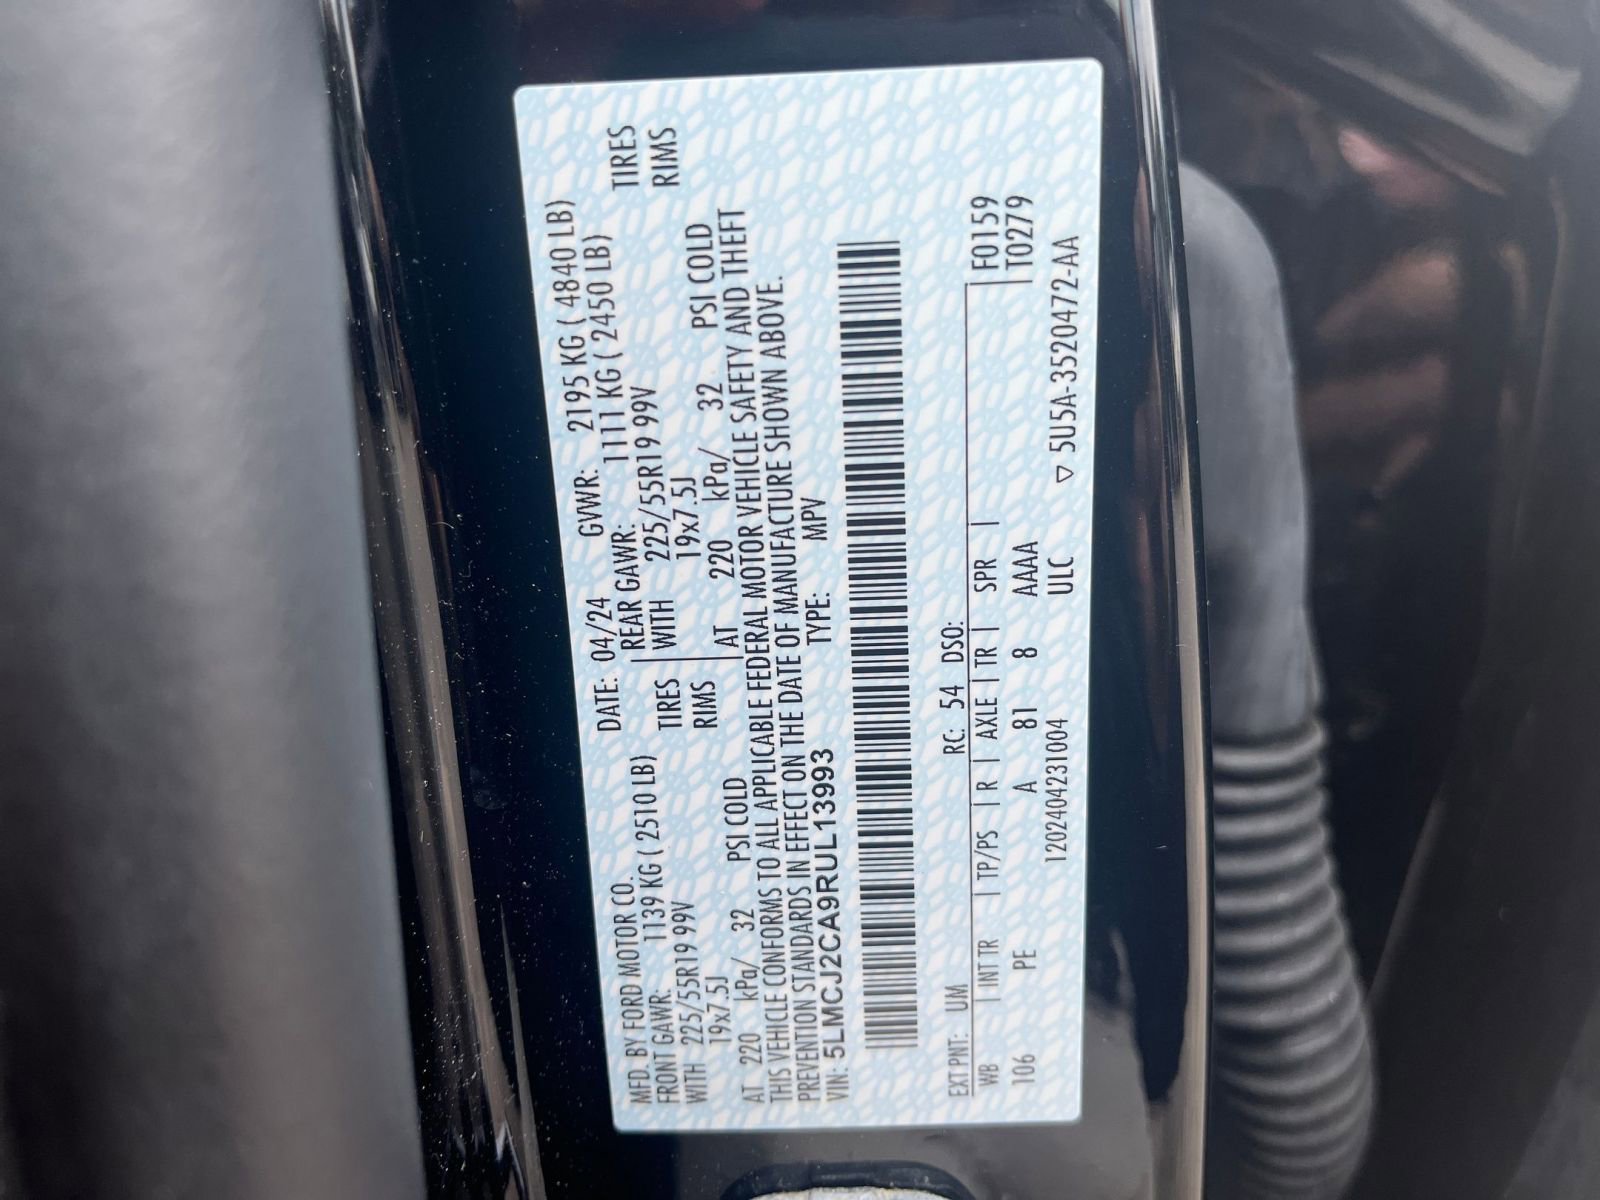 MFD. BY FORD MOTOR CO. DATE: 04/24 GVWR: 2195 KG ( 4840 LB)
FRONT GAWR: 1139 KG ( 2510 LB) REAR GAWR: 1111 KG ( 2450 LB)
WITH 225/55R19 99V TIRES WITH 225/55R19 99V TIRES
19x7.5J RIMS 19x7.5J RIMS
AT 220 kPa/ 32 PSI COLD AT 220 kPa/ 32 PSI COLD
THIS VEHICLE CONFORMS TO ALL APPLICABLE FEDERAL MOTOR VEHICLE SAFETY AND THEFT
PREVENTION STANDARDS IN EFFECT ON THE DATE OF MANUFACTURE SHOWN ABOVE.
VIN: 5LMCJ2CA9RUL13993 TYPE: MPV
EXT PNT: UM RC: 54 DSO:
WB INT TR TP/PS R AXLE TR SPR F0159
106 PE A 81 8 AAAA T0279
120240423I004 ULC ▽ 5U5A-3520472-AA